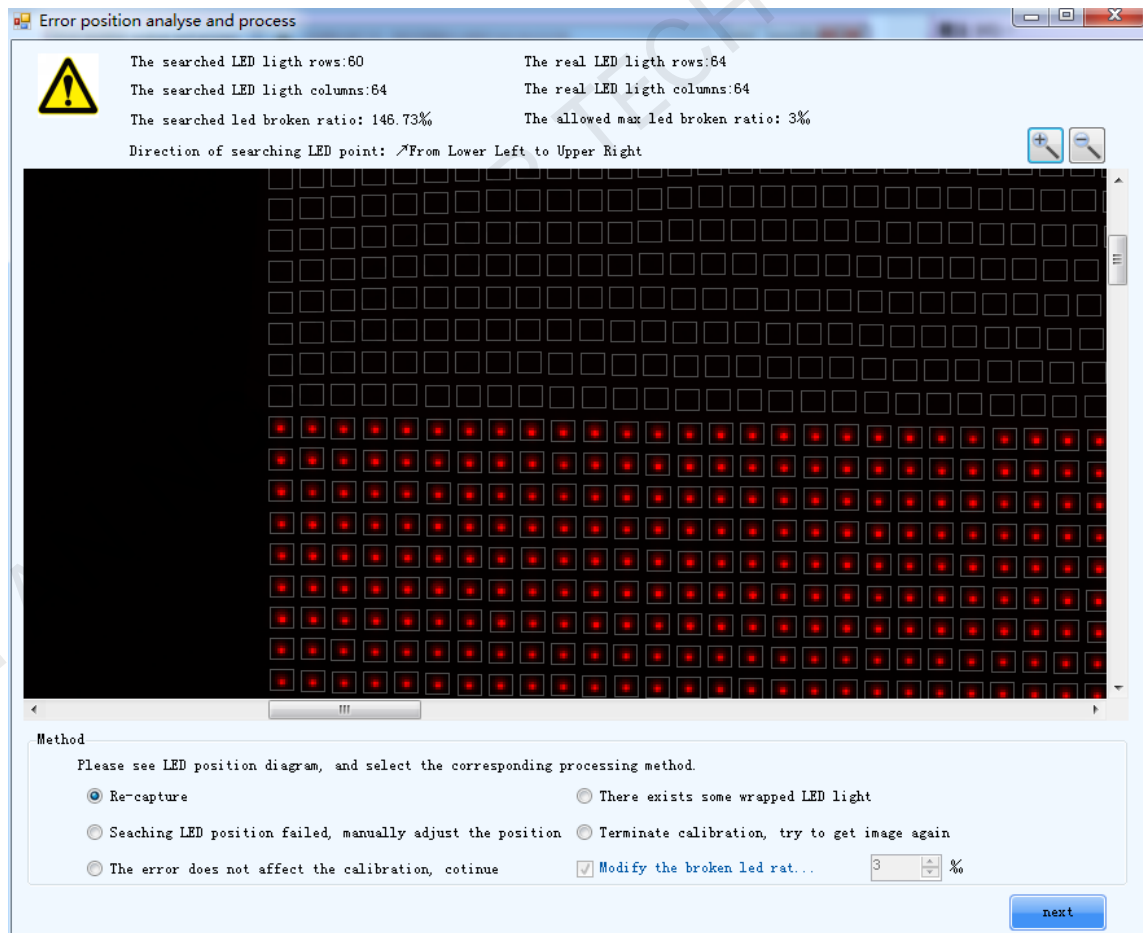 Error position analyse and process
The searched LED ligth rows:60 The real LED ligth rows:64
The searched LED ligth columns:64 The real LED ligth columns:64
The searched led broken ratio: 146.73‰ The allowed max led broken ratio: 3‰
Direction of searching LED point: ↗From Lower Left to Upper Right
Method
Please see LED position diagram, and select the corresponding processing method.
Re-capture There exists some wrapped LED light
Seaching LED position failed, manually adjust the position Terminate calibration, try to get image again
The error does not affect the calibration, cotinue Modify the broken led rat... 3 ‰
next
TECH